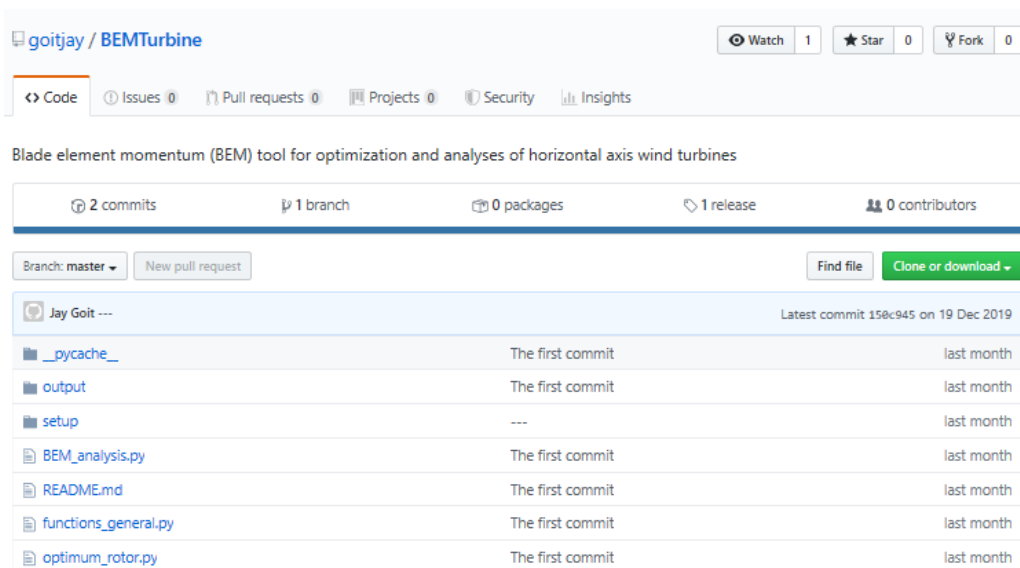 goitjay / BEMTurbine Watch 1 Star 0 Fork 0
Code Issues 0 Pull requests 0 Projects 0 Security Insights
Blade element momentum (BEM) tool for optimization and analyses of horizontal axis wind turbines
2 commits 1 branch 0 packages 1 release 0 contributors
Branch: master New pull request Find file Clone or download
Jay Goit --- Latest commit 150c945 on 19 Dec 2019
__pycache__ The first commit last month
output The first commit last month
setup --- last month
BEM_analysis.py The first commit last month
README.md The first commit last month
functions_general.py The first commit last month
optimum_rotor.py The first commit last month